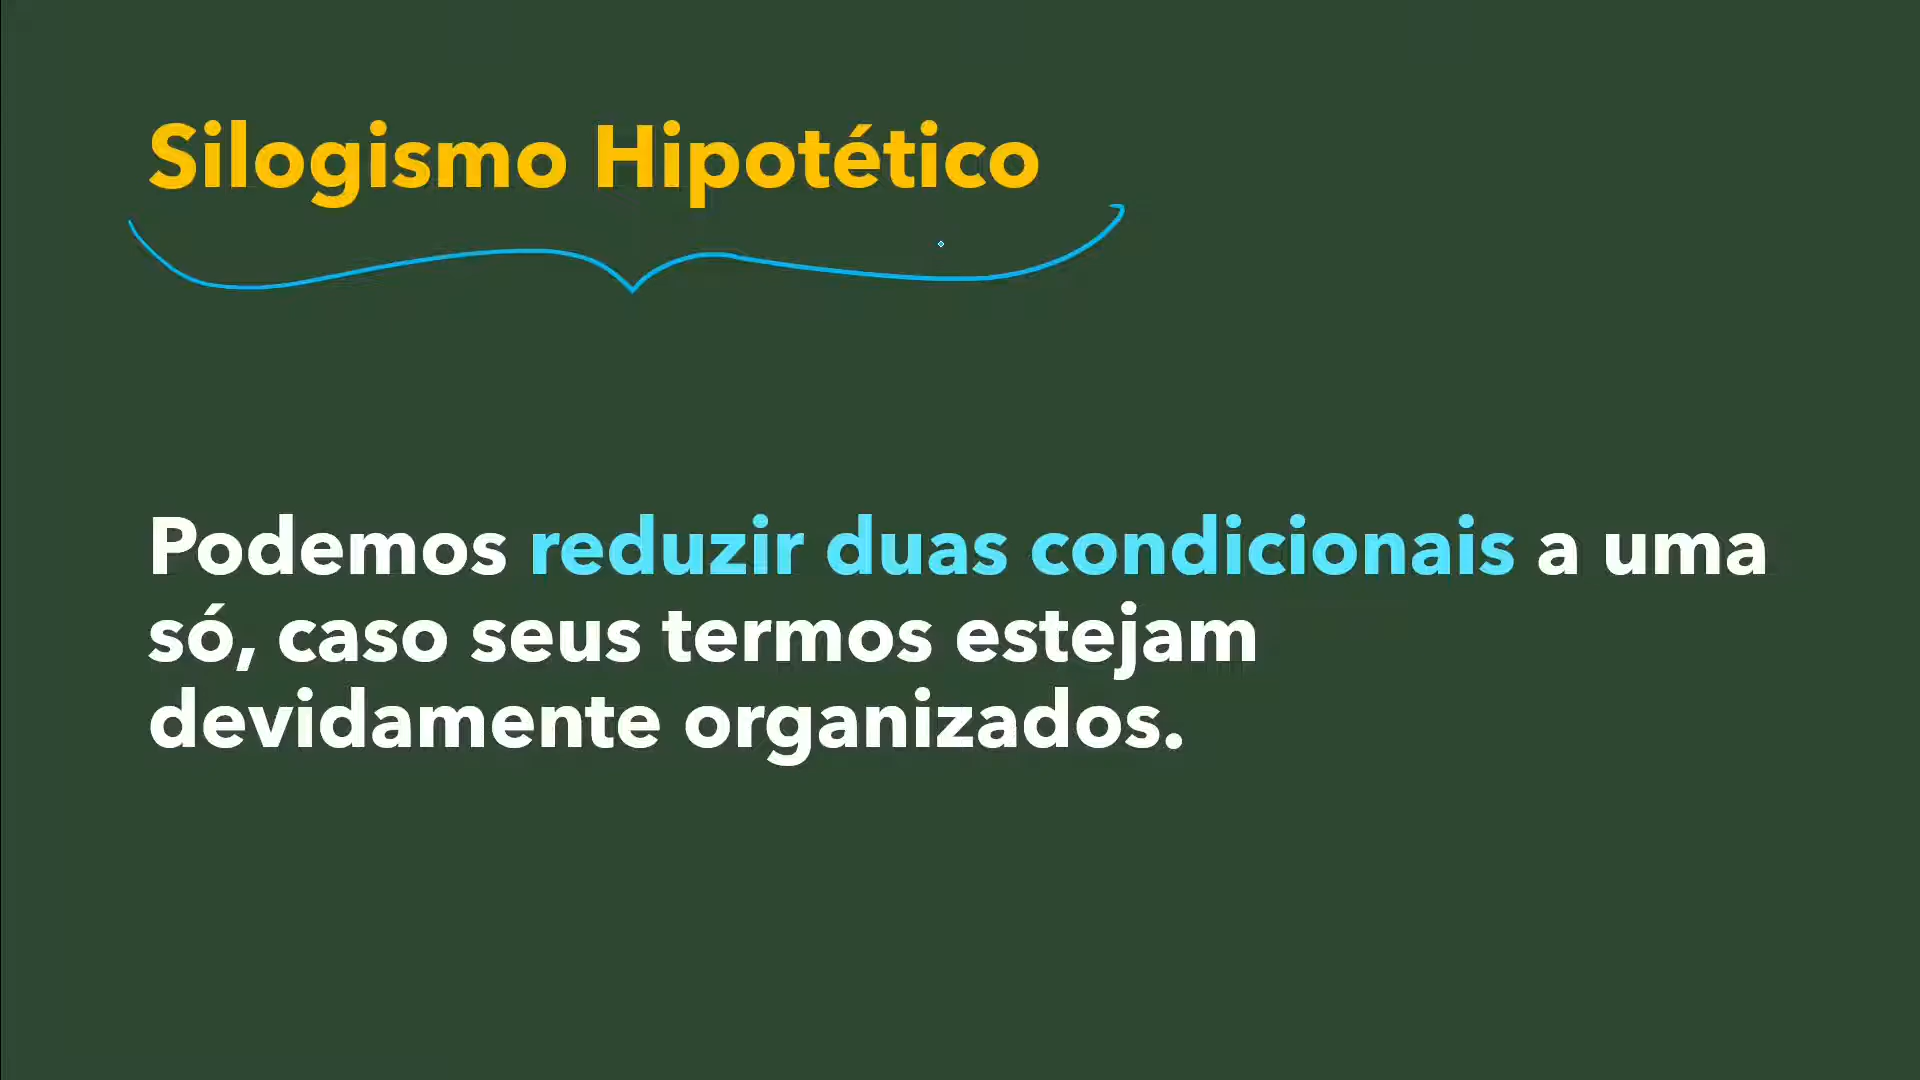 Silogismo Hipotético
Podemos reduzir duas condicionais a uma
só, caso seus termos estejam
devidamente organizados.